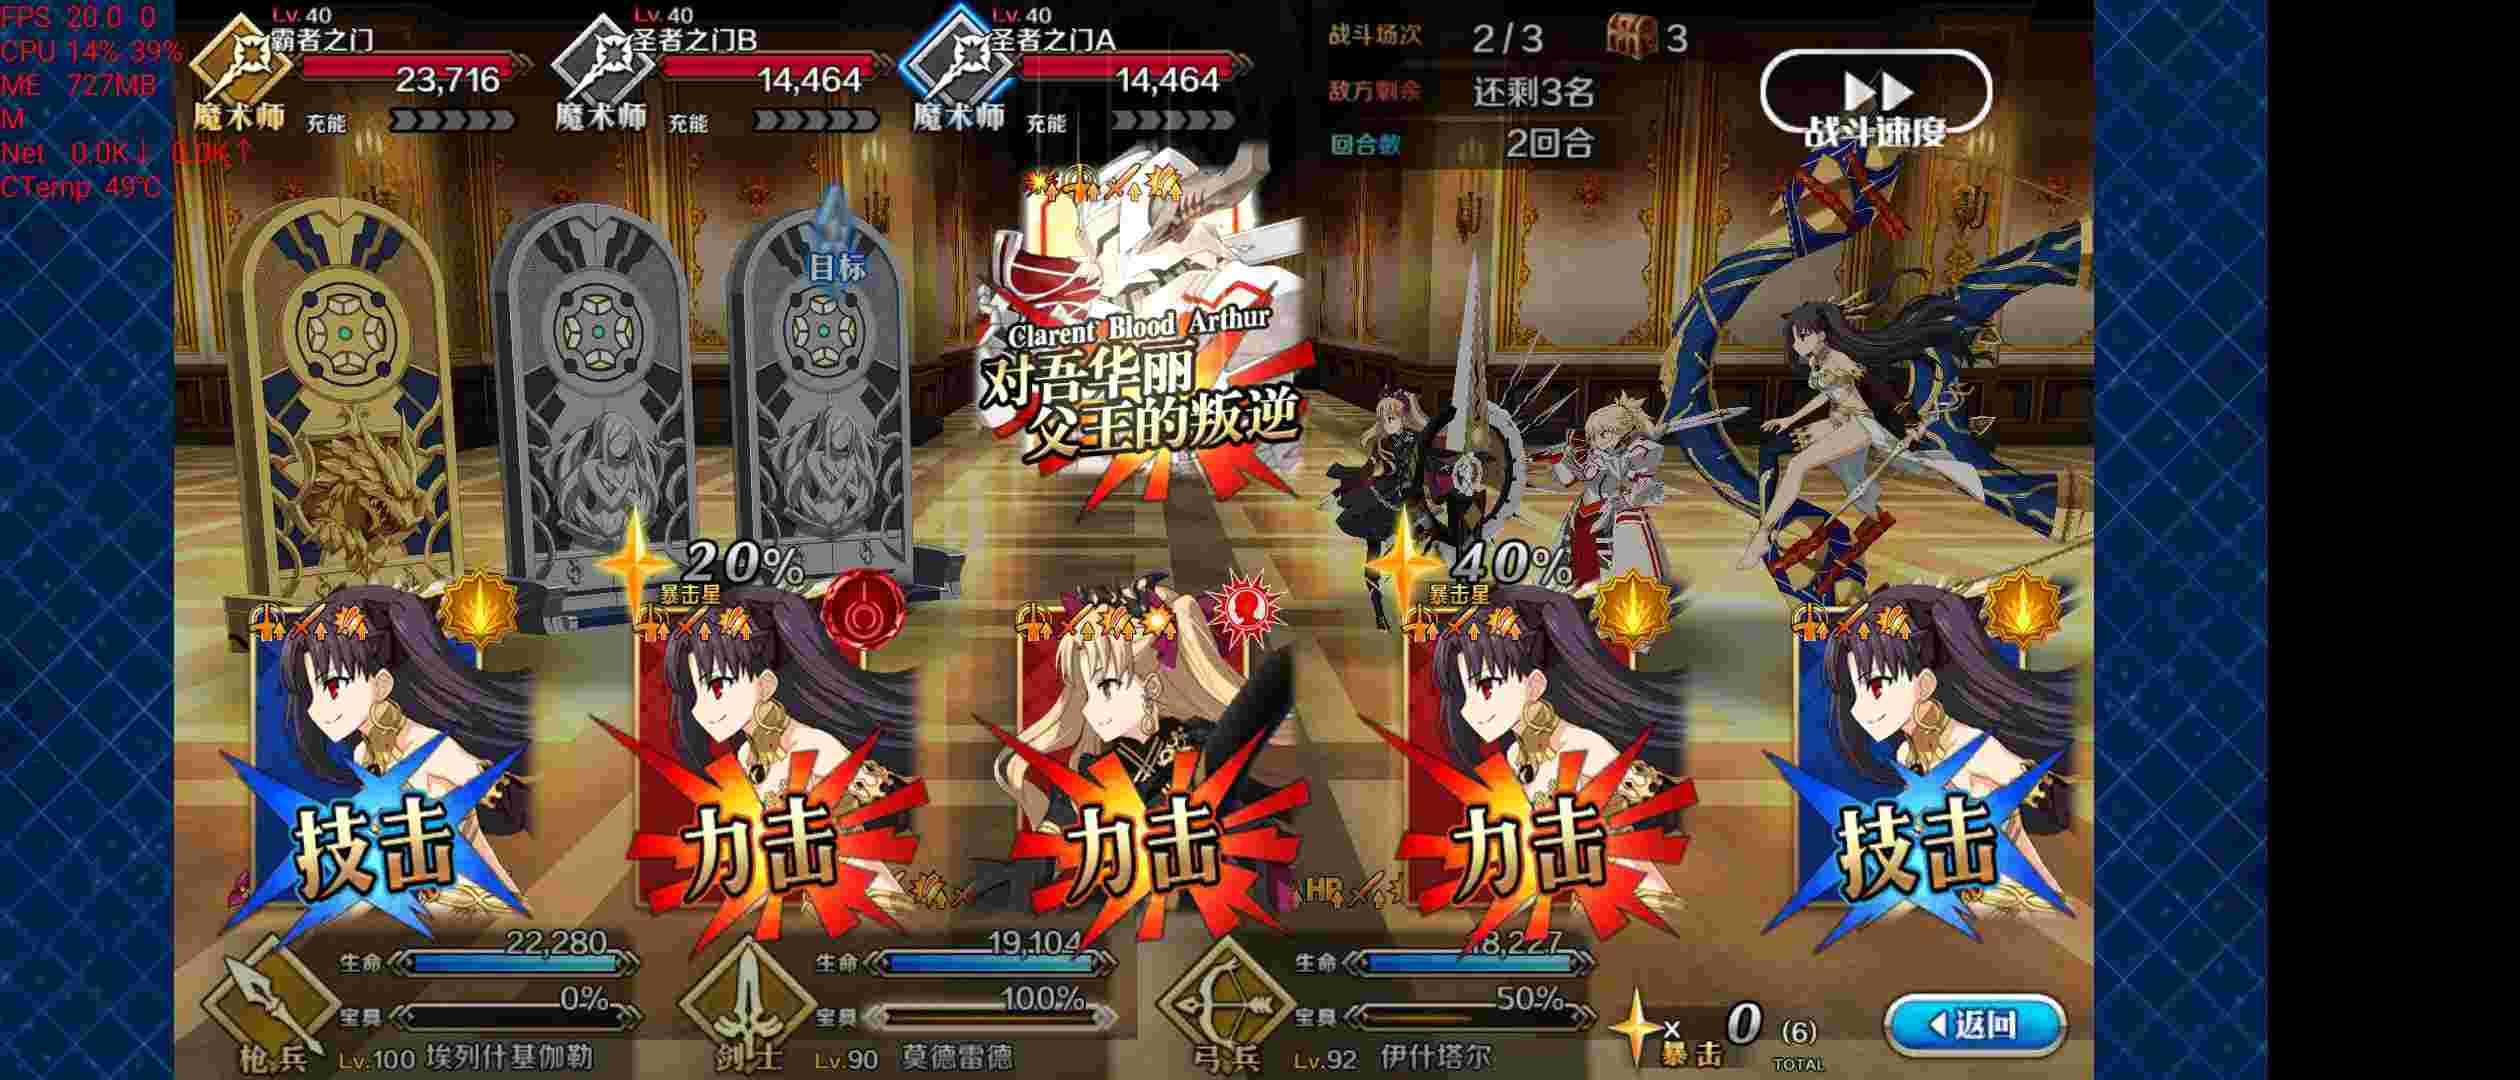 FPS 20.0 0
CPU 14% 39%
ME 727MB
M
Net 0.0K↓ 0.0K↑
CTemp 49°C
Lv.40
霸者之门
23,716
魔术师 充能
Lv.40
圣者之门B
14,464
魔术师 充能
Lv.40
圣者之门A
14,464
魔术师 充能
战斗场次 2/3 3
敌方剩余 还剩3名
回合数 2回合
战斗速度
目标
Clarent Blood Arthur
对吾华丽
父王的叛逆
20%
暴击星
40%
暴击星
技击
力击
力击
力击
技击
HP
生命 22,280
宝具 0%
枪兵 Lv.100 埃列什基伽勒
生命 19,104
宝具 100%
剑士 Lv.90 莫德雷德
生命 18,227
宝具 50%
弓兵 Lv.92 伊什塔尔
x 0 (6)
暴击 TOTAL
返回